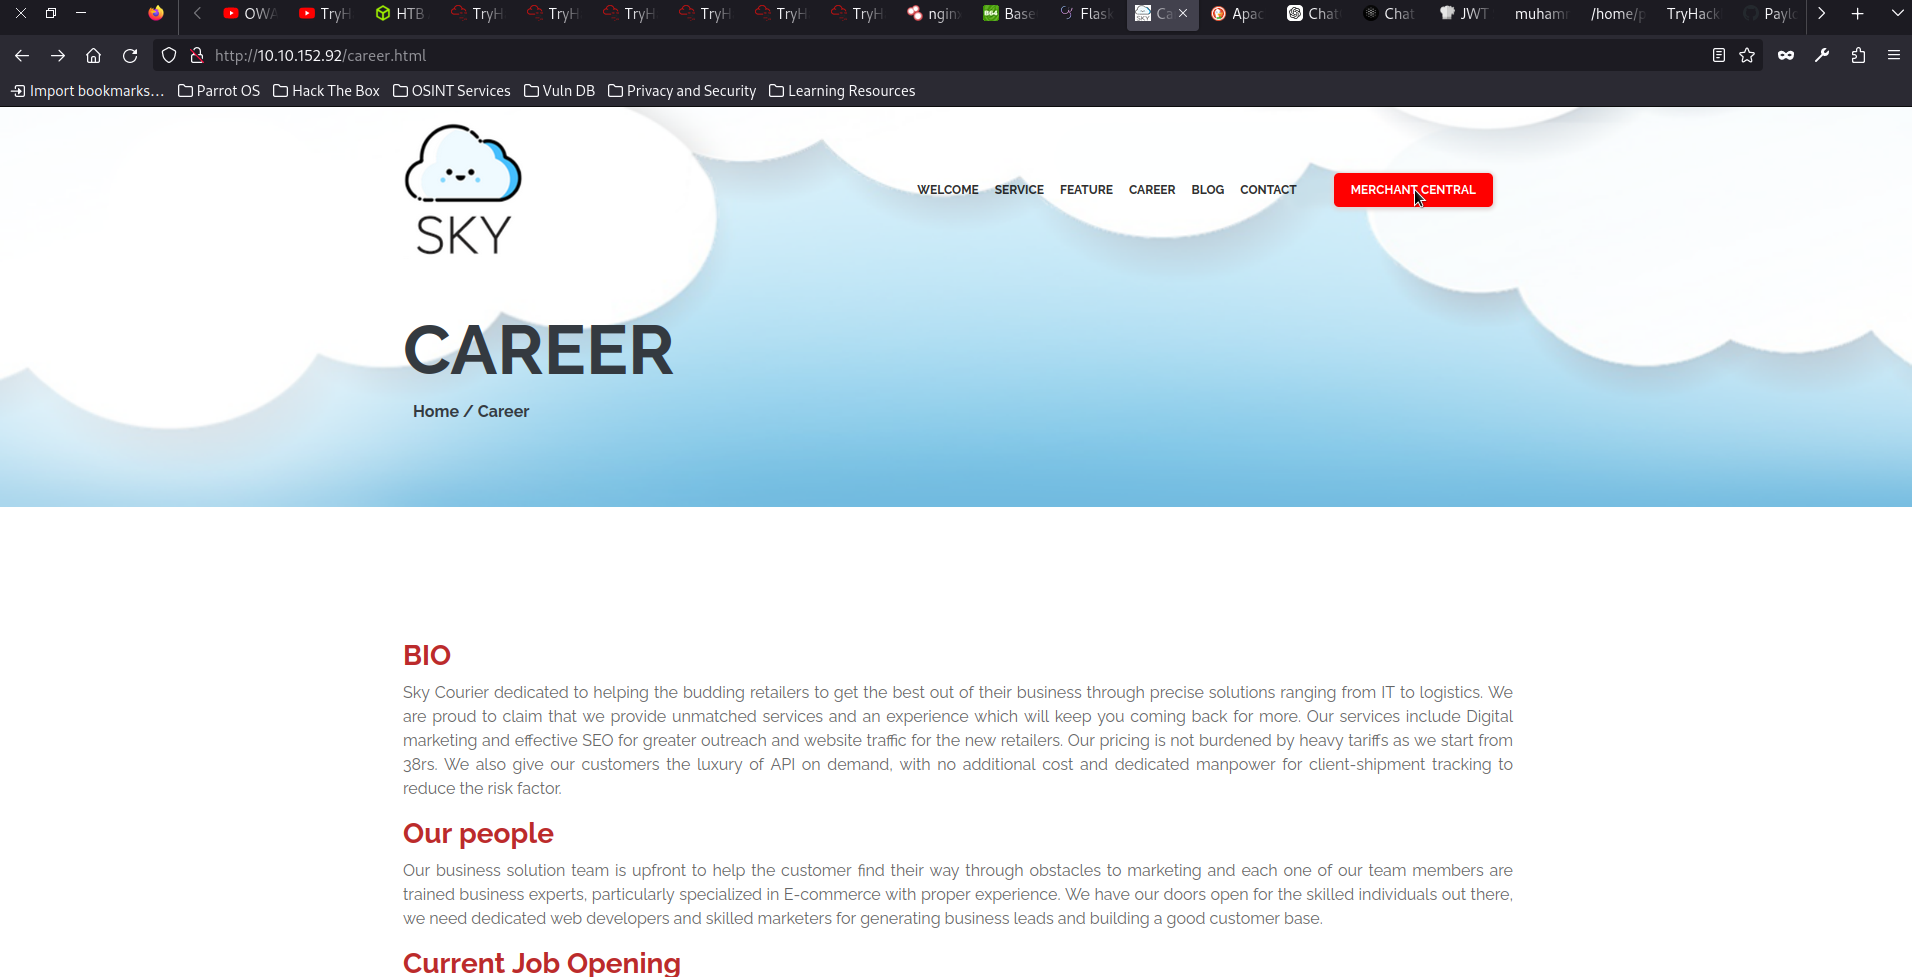 OWA
TryH
HTB
TryH
TryH
TryH
TryH
TryH
TryH
nginx
Base
Flask
Ca
Apac
Chat
Chat
JWT
muhamm
/home/p
TryHack
Paylo
http://10.10.152.92/career.html
Import bookmarks... Parrot OS Hack The Box OSINT Services Vuln DB Privacy and Security Learning Resources
SKY
WELCOME SERVICE FEATURE CAREER BLOG CONTACT MERCHANT CENTRAL
CAREER
Home / Career
BIO
Sky Courier dedicated to helping the budding retailers to get the best out of their business through precise solutions ranging from IT to logistics. We
are proud to claim that we provide unmatched services and an experience which will keep you coming back for more. Our services include Digital
marketing and effective SEO for greater outreach and website traffic for the new retailers. Our pricing is not burdened by heavy tariffs as we start from
38rs. We also give our customers the luxury of API on demand, with no additional cost and dedicated manpower for client-shipment tracking to
reduce the risk factor.
Our people
Our business solution team is upfront to help the customer find their way through obstacles to marketing and each one of our team members are
trained business experts, particularly specialized in E-commerce with proper experience. We have our doors open for the skilled individuals out there,
we need dedicated web developers and skilled marketers for generating business leads and building a good customer base.
Current Job Opening